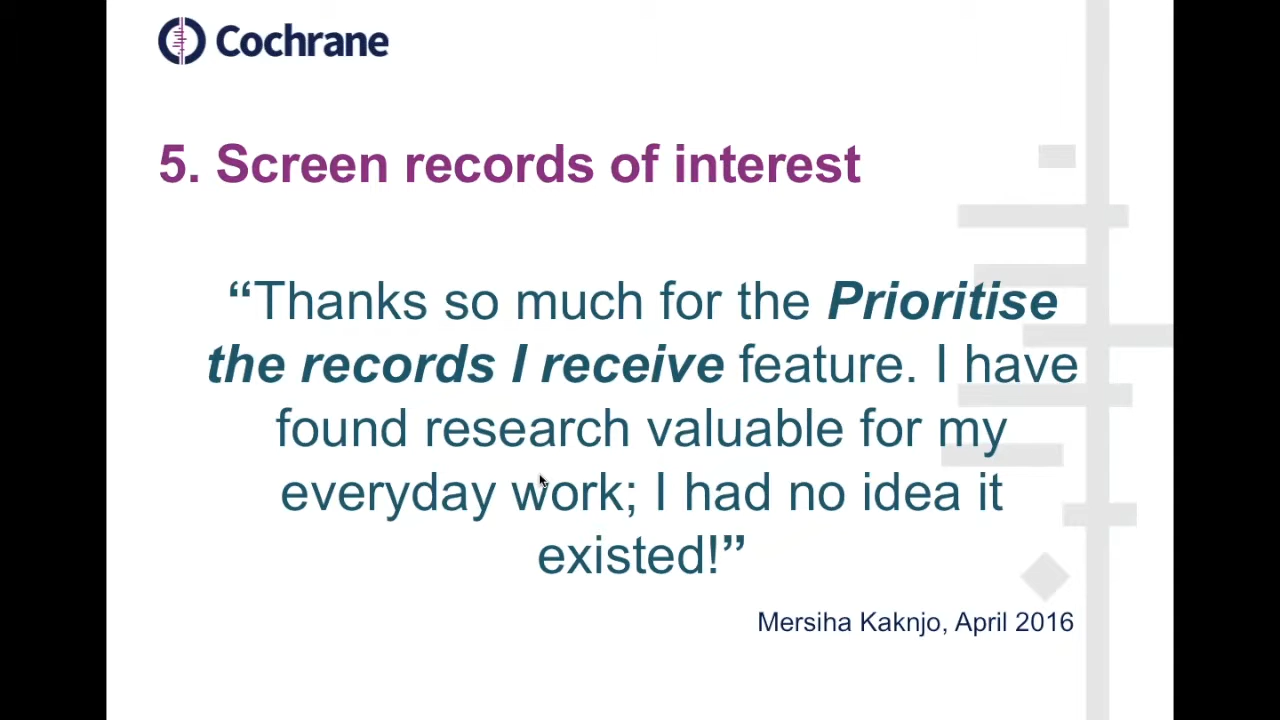 Cochrane
5. Screen records of interest
“Thanks so much for the Prioritise
the records I receive feature. I have
found research valuable for my
everyday work; I had no idea it
existed!”
Mersiha Kaknjo, April 2016